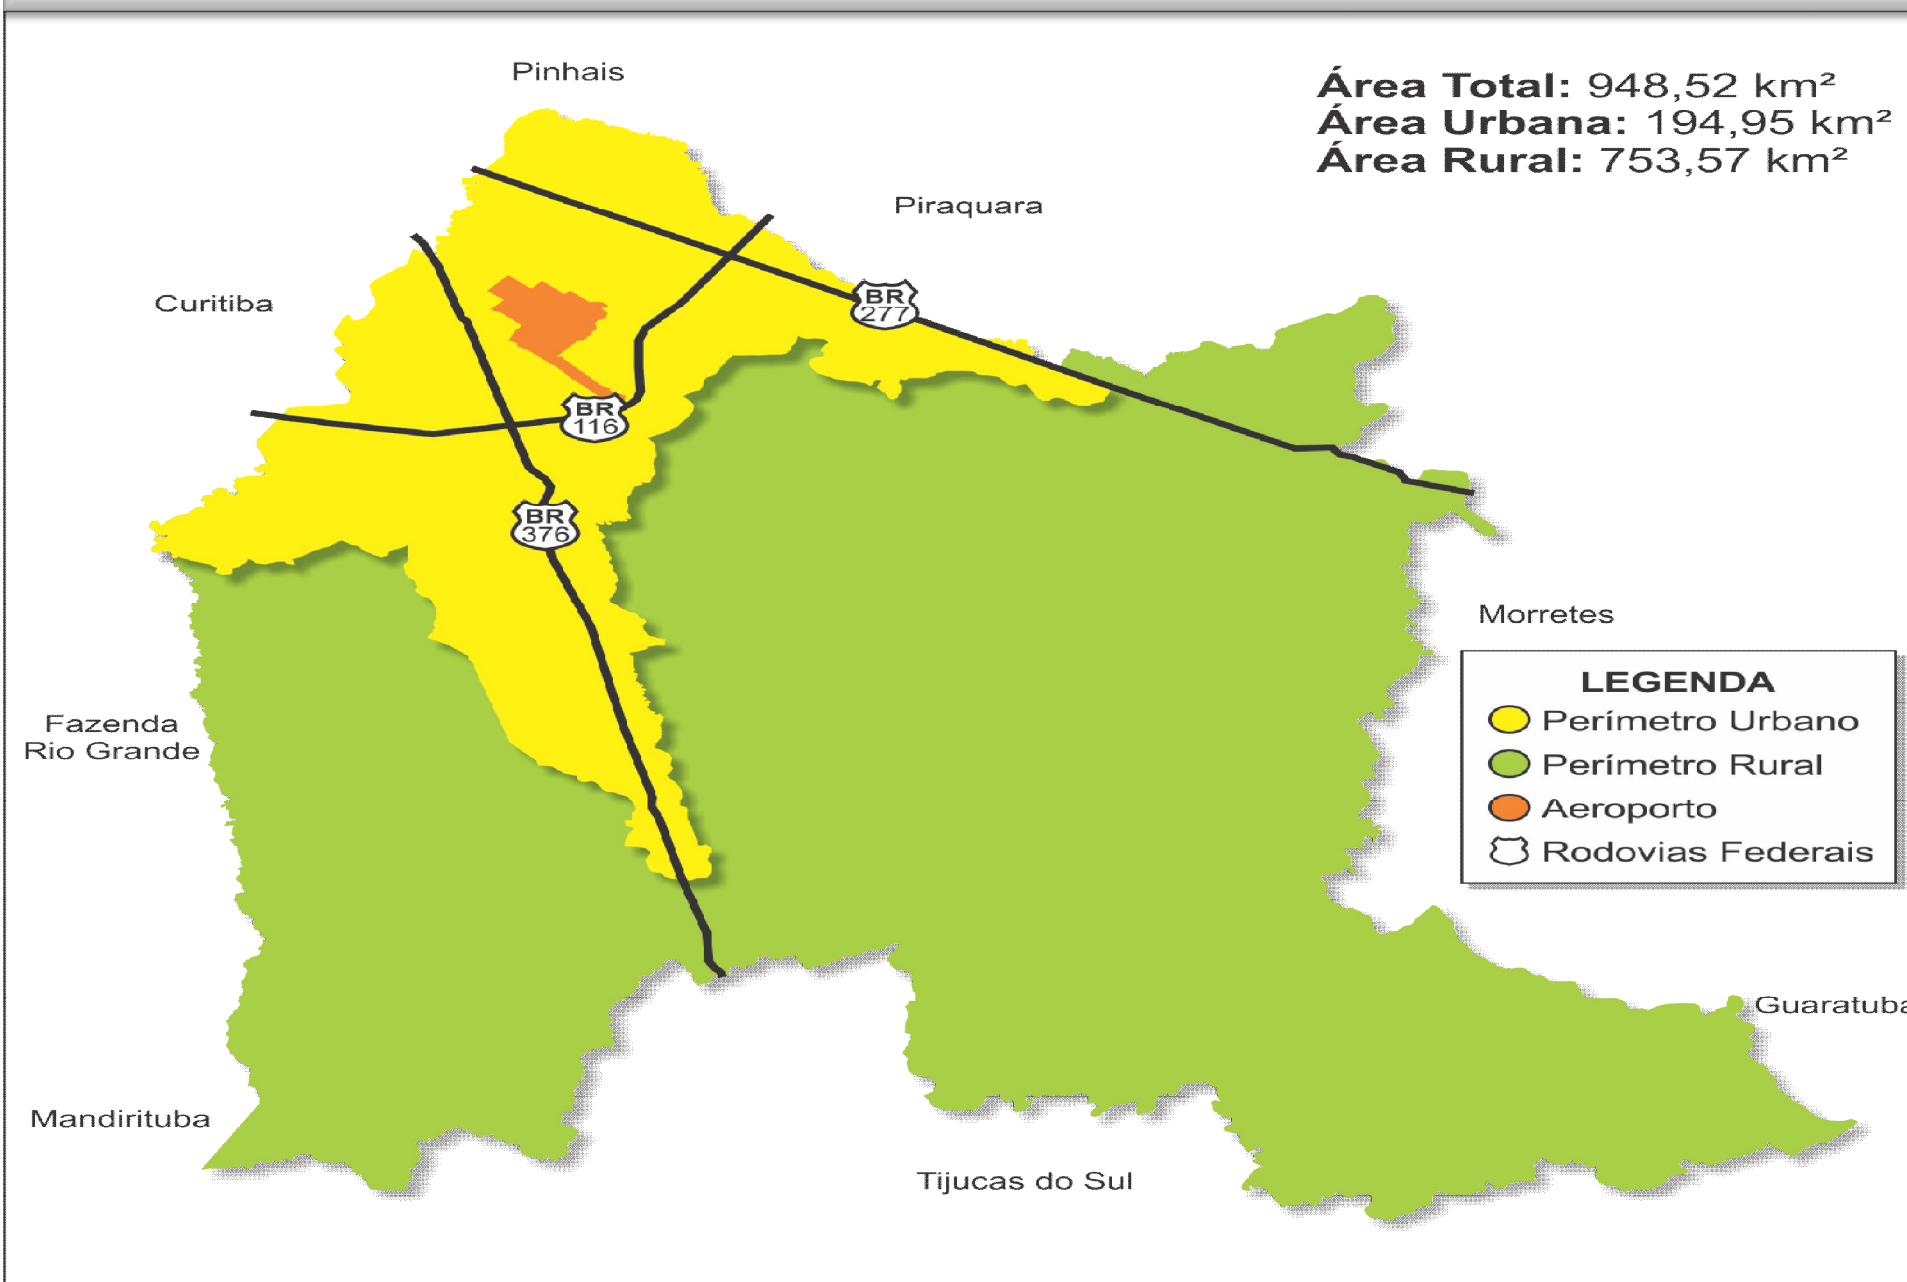 Pinhais
Área Total: 948,52 km²
Área Urbana: 194,95 km²
Área Rural: 753,57 km²
Piraquara
Curitiba
BR
277
BR
116
BR
376
Morretes
LEGENDA
Perímetro Urbano
Perímetro Rural
Aeroporto
Rodovias Federais
Fazenda
Rio Grande
Guaratuba
Mandirituba
Tijucas do Sul